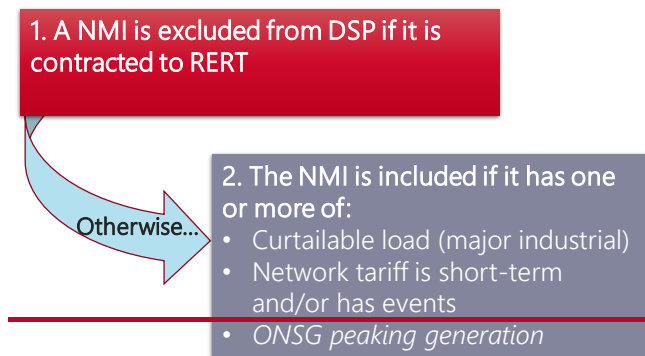 1. A NMI is excluded from DSP if it is
contracted to RERT
Otherwise...
2. The NMI is included if it has one
or more of:
• Curtailable load (major industrial)
• Network tariff is short-term
and/or has events
• ONSG peaking generation